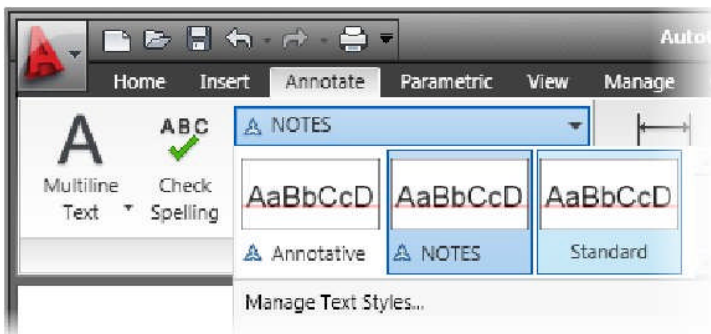 Auto
Home Insert Annotate Parametric View Manage
A ABC NOTES
Multiline Check
Text Spelling
AaBbCcD AaBbCcD AaBbCcD
Annotative NOTES Standard
Manage Text Styles...